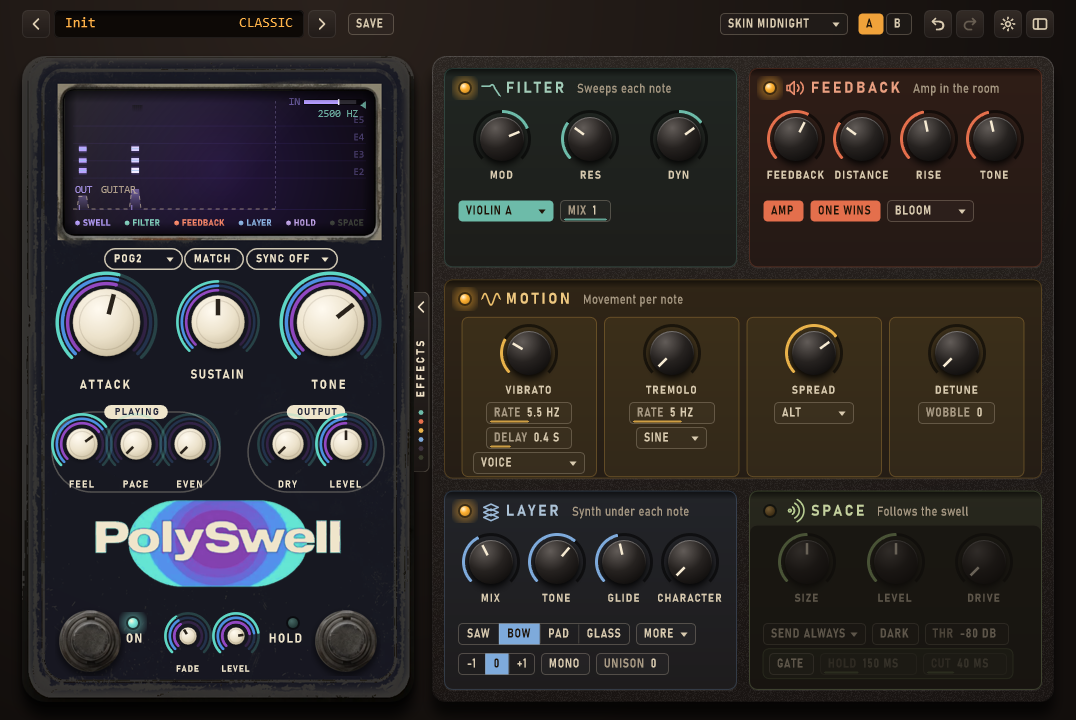 Init CLASSIC
SAVE
SKIN MIDNIGHT
A B
IN
2500 HZ
E5
E4
E3
E2
OUT GUITAR
SWELL FILTER FEEDBACK LAYER HOLD SPACE
POG2 MATCH SYNC OFF
ATTACK SUSTAIN TONE
PLAYING OUTPUT
FEEL PACE EVEN DRY LEVEL
PolySwell
ON HOLD
FADE LEVEL
EFFECTS
FILTER Sweeps each note
MOD RES DYN
VIOLIN A MIX 1
FEEDBACK Amp in the room
FEEDBACK DISTANCE RISE TONE
AMP ONE WINS BLOOM
MOTION Movement per note
VIBRATO TREMOLO SPREAD DETUNE
RATE 5.5 HZ RATE 5 HZ ALT WOBBLE 0
DELAY 0.4 S SINE
VOICE
LAYER Synth under each note
MIX TONE GLIDE CHARACTER
SAW BOW PAD GLASS MORE
-1 0 +1 MONO UNISON 0
SPACE Follows the swell
SIZE LEVEL DRIVE
SEND ALWAYS DARK THR -80 DB
GATE HOLD 150 MS CUT 40 MS